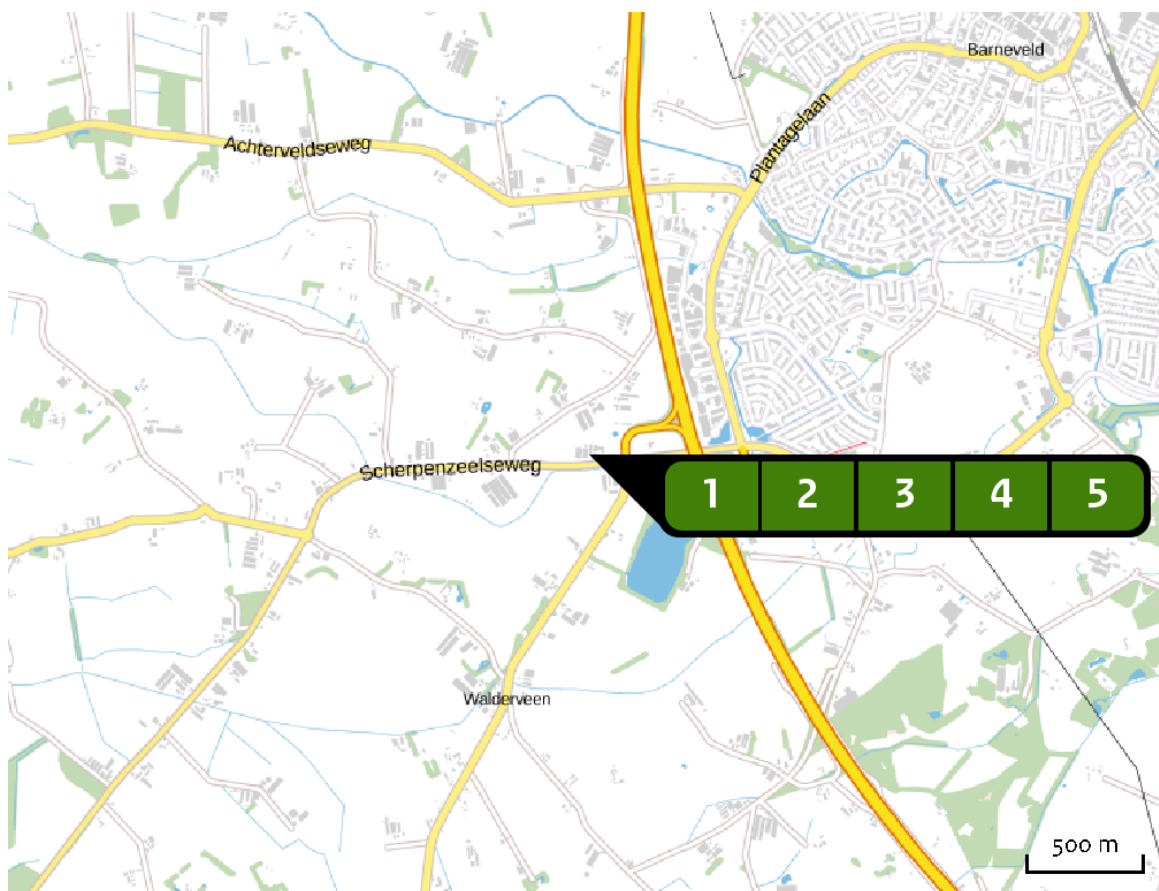 Barneveld
Plantagelaan
Achterveldseweg
Scherpenzeelseweg
1 2 3 4 5
Walderveen
500 m